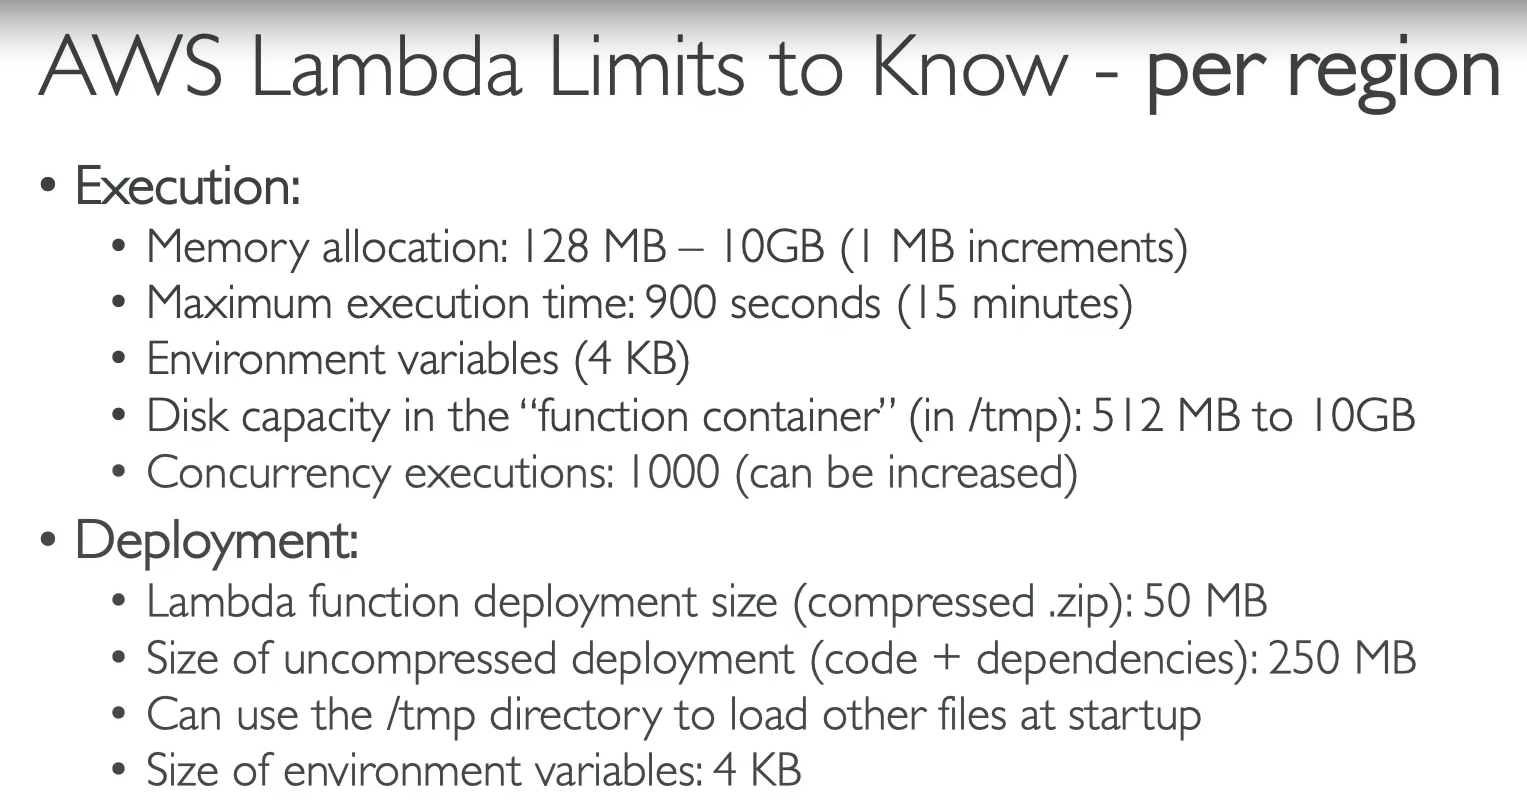 AWS Lambda Limits to Know - per region
• Execution:
• Memory allocation: 128 MB – 10GB (1 MB increments)
• Maximum execution time: 900 seconds (15 minutes)
• Environment variables (4 KB)
• Disk capacity in the “function container” (in /tmp): 512 MB to 10GB
• Concurrency executions: 1000 (can be increased)
• Deployment:
• Lambda function deployment size (compressed .zip): 50 MB
• Size of uncompressed deployment (code + dependencies): 250 MB
• Can use the /tmp directory to load other files at startup
• Size of environment variables: 4 KB